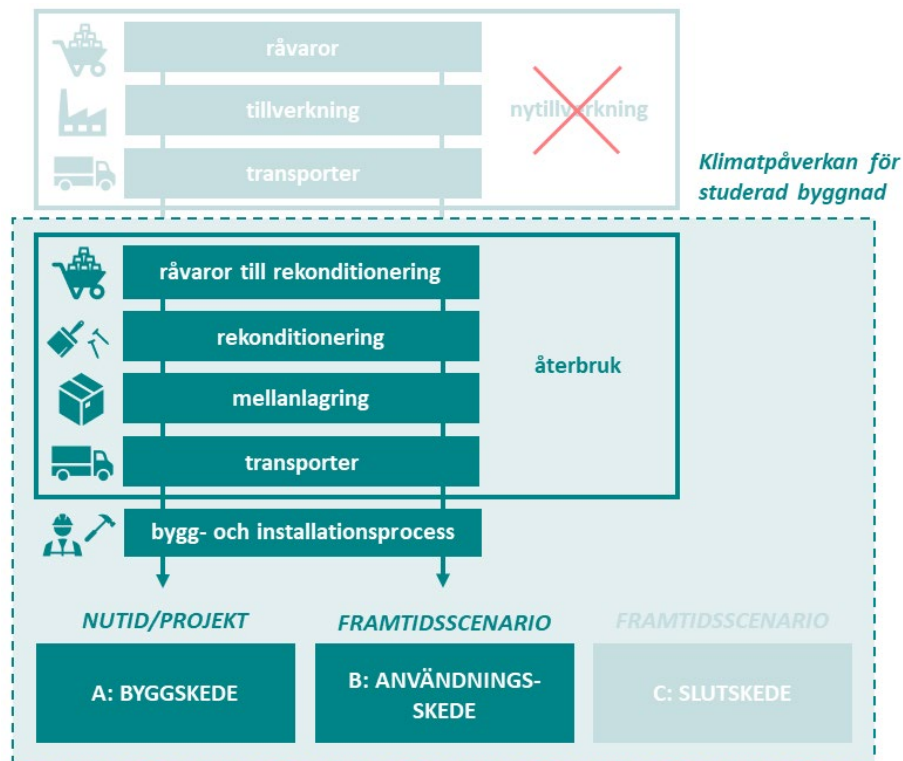 råvaror
tillverkning
nytillverkning
transporter
Klimatpåverkan för
studerad byggnad
råvaror till rekonditionering
rekonditionering
återbruk
mellanlagring
transporter
bygg- och installationsprocess
NUTID/PROJEKT
FRAMTIDSSCENARIO
FRAMTIDSSCENARIO
A: BYGGSKEDE
B: ANVÄNDNINGS-
SKEDE
C: SLUTSKEDE